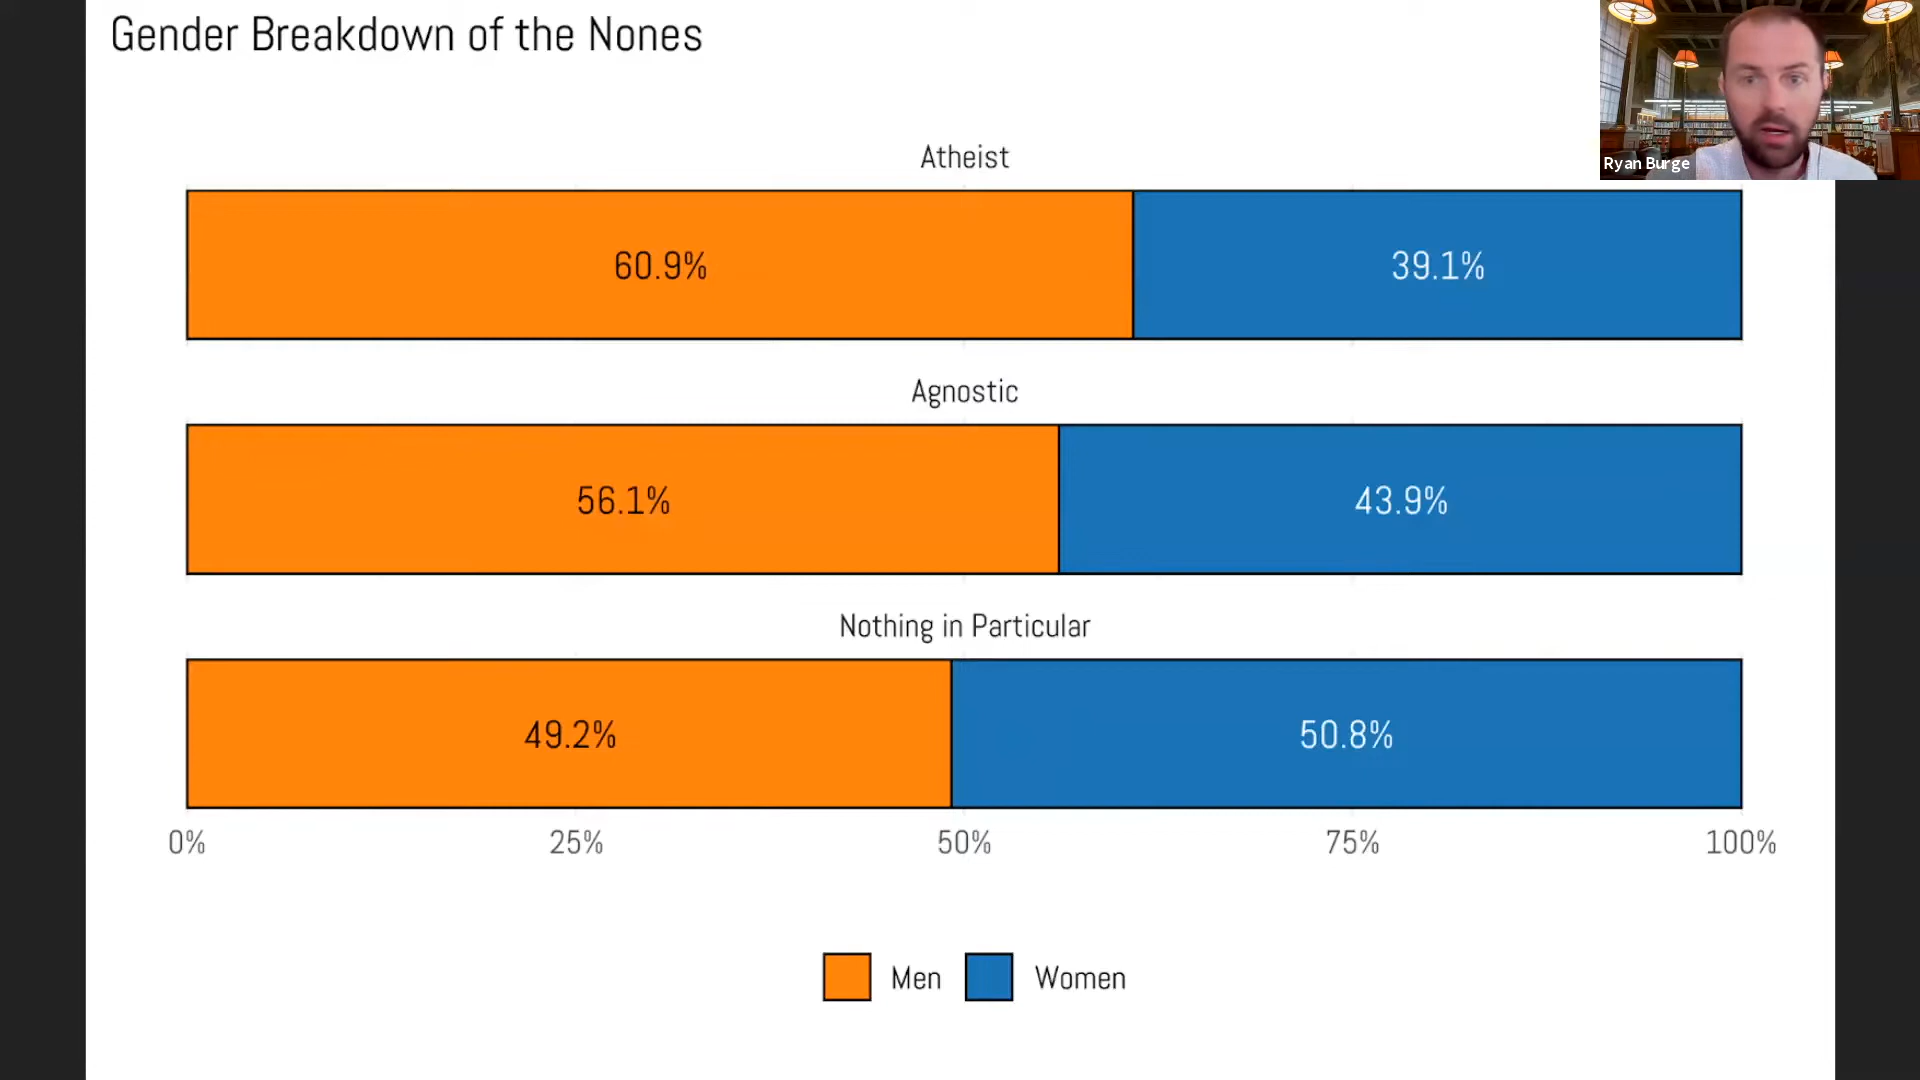 Gender Breakdown of the Nones
Ryan Burge
Atheist
60.9% 39.1%
Agnostic
56.1% 43.9%
Nothing in Particular
49.2% 50.8%
0% 25% 50% 75% 100%
Men Women